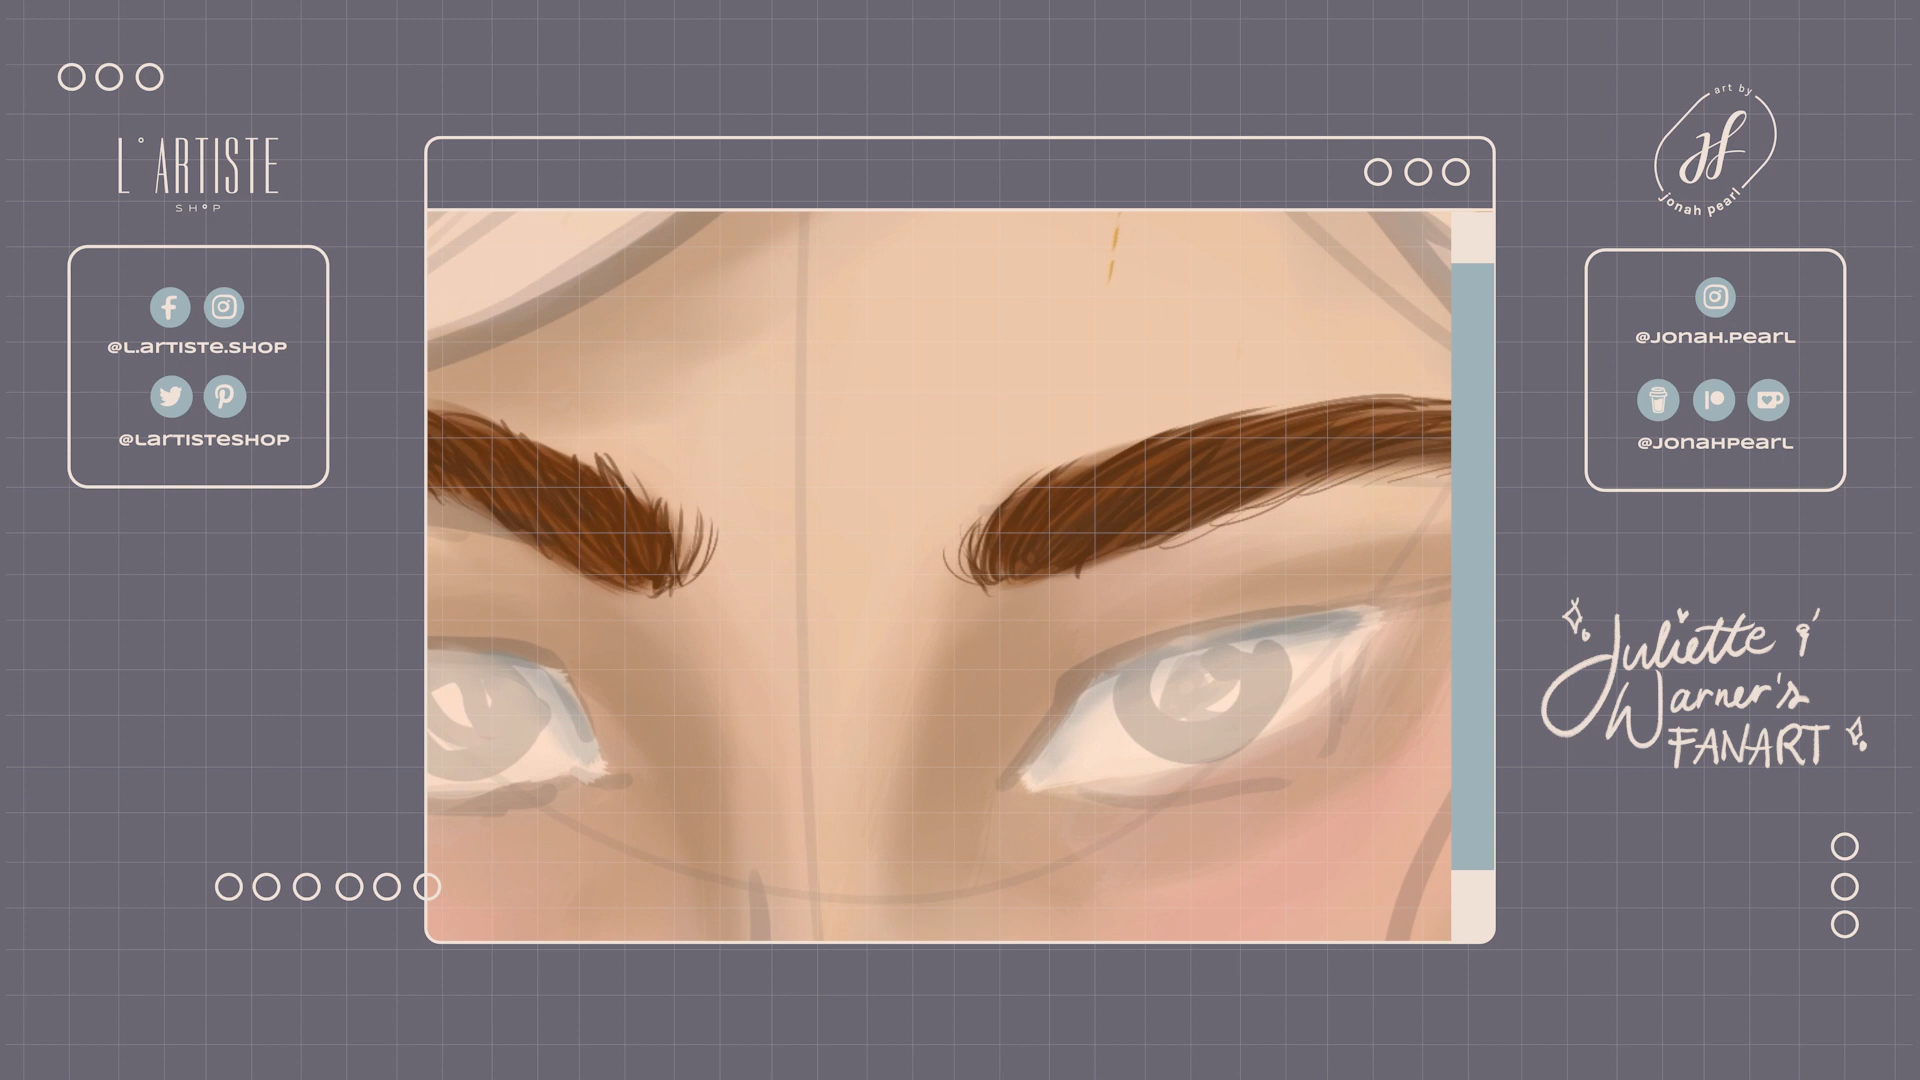 L'ARTISTE
SHOP
@L.ARTISTE.SHOP
@LARTISTESHOP
art by
JP
jonah pearl
@JONAH.PEARL
@JONAHPEARL
Juliette &
Warner's
FANART